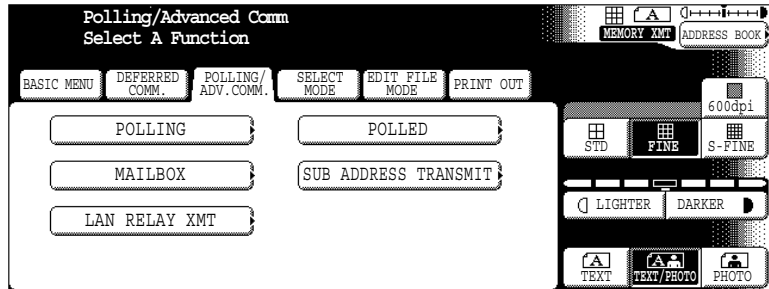 Polling/Advanced Comm
Select A Function
MEMORY XMT
ADDRESS BOOK
BASIC MENU
DEFERRED COMM.
POLLING/ ADV.COMM.
SELECT MODE
EDIT FILE MODE
PRINT OUT
600dpi
POLLING
POLLED
STD
FINE
S-FINE
MAILBOX
SUB ADDRESS TRANSMIT
LIGHTER
DARKER
LAN RELAY XMT
A
TEXT
A
TEXT/PHOTO
PHOTO
A